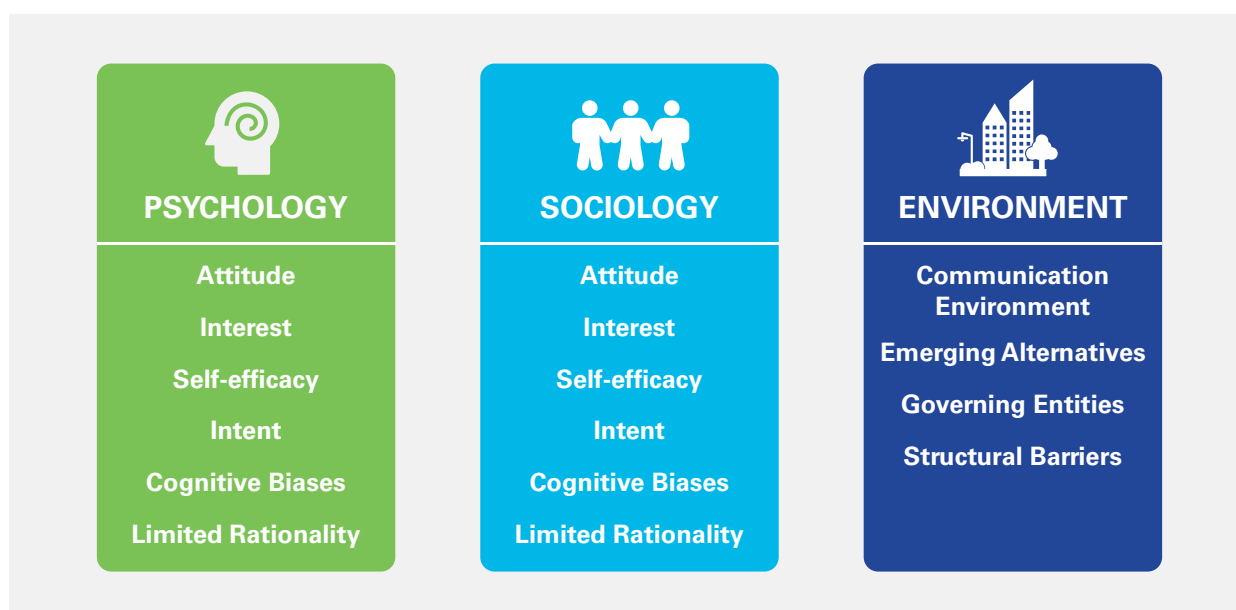 PSYCHOLOGY
Attitude
Interest
Self-efficacy
Intent
Cognitive Biases
Limited Rationality
SOCIOLOGY
Attitude
Interest
Self-efficacy
Intent
Cognitive Biases
Limited Rationality
ENVIRONMENT
Communication
Environment
Emerging Alternatives
Governing Entities
Structural Barriers